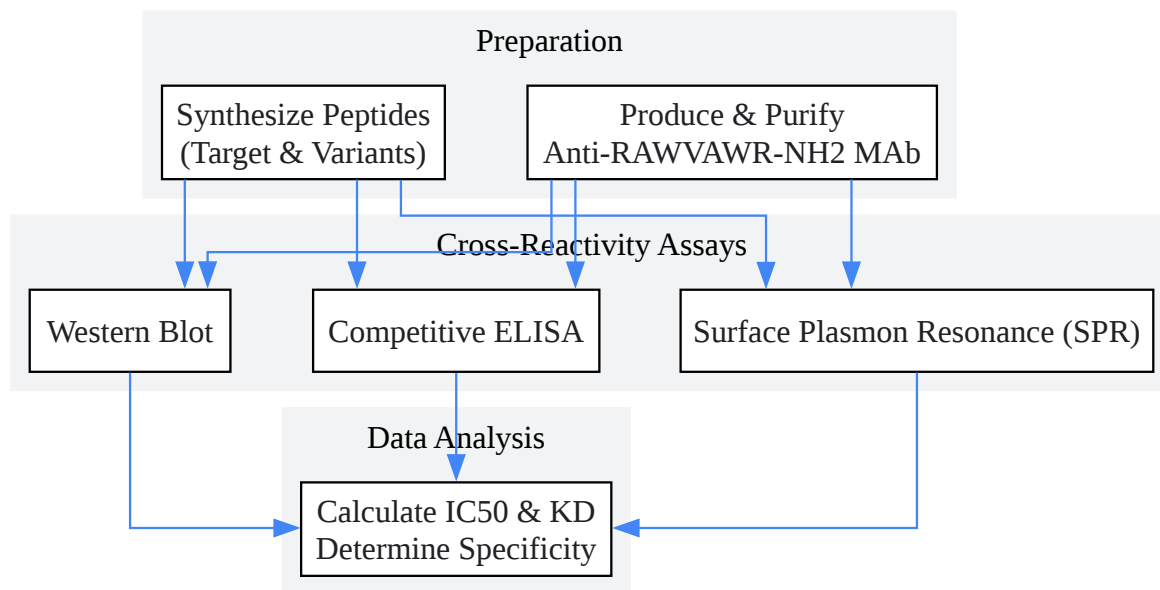 Preparation
Synthesize Peptides
(Target & Variants)
Produce & Purify
Anti-RAWVAWR-NH2 MAb
Cross-Reactivity Assays
Western Blot
Competitive ELISA
Surface Plasmon Resonance (SPR)
Data Analysis
Calculate IC50 & KD
Determine Specificity